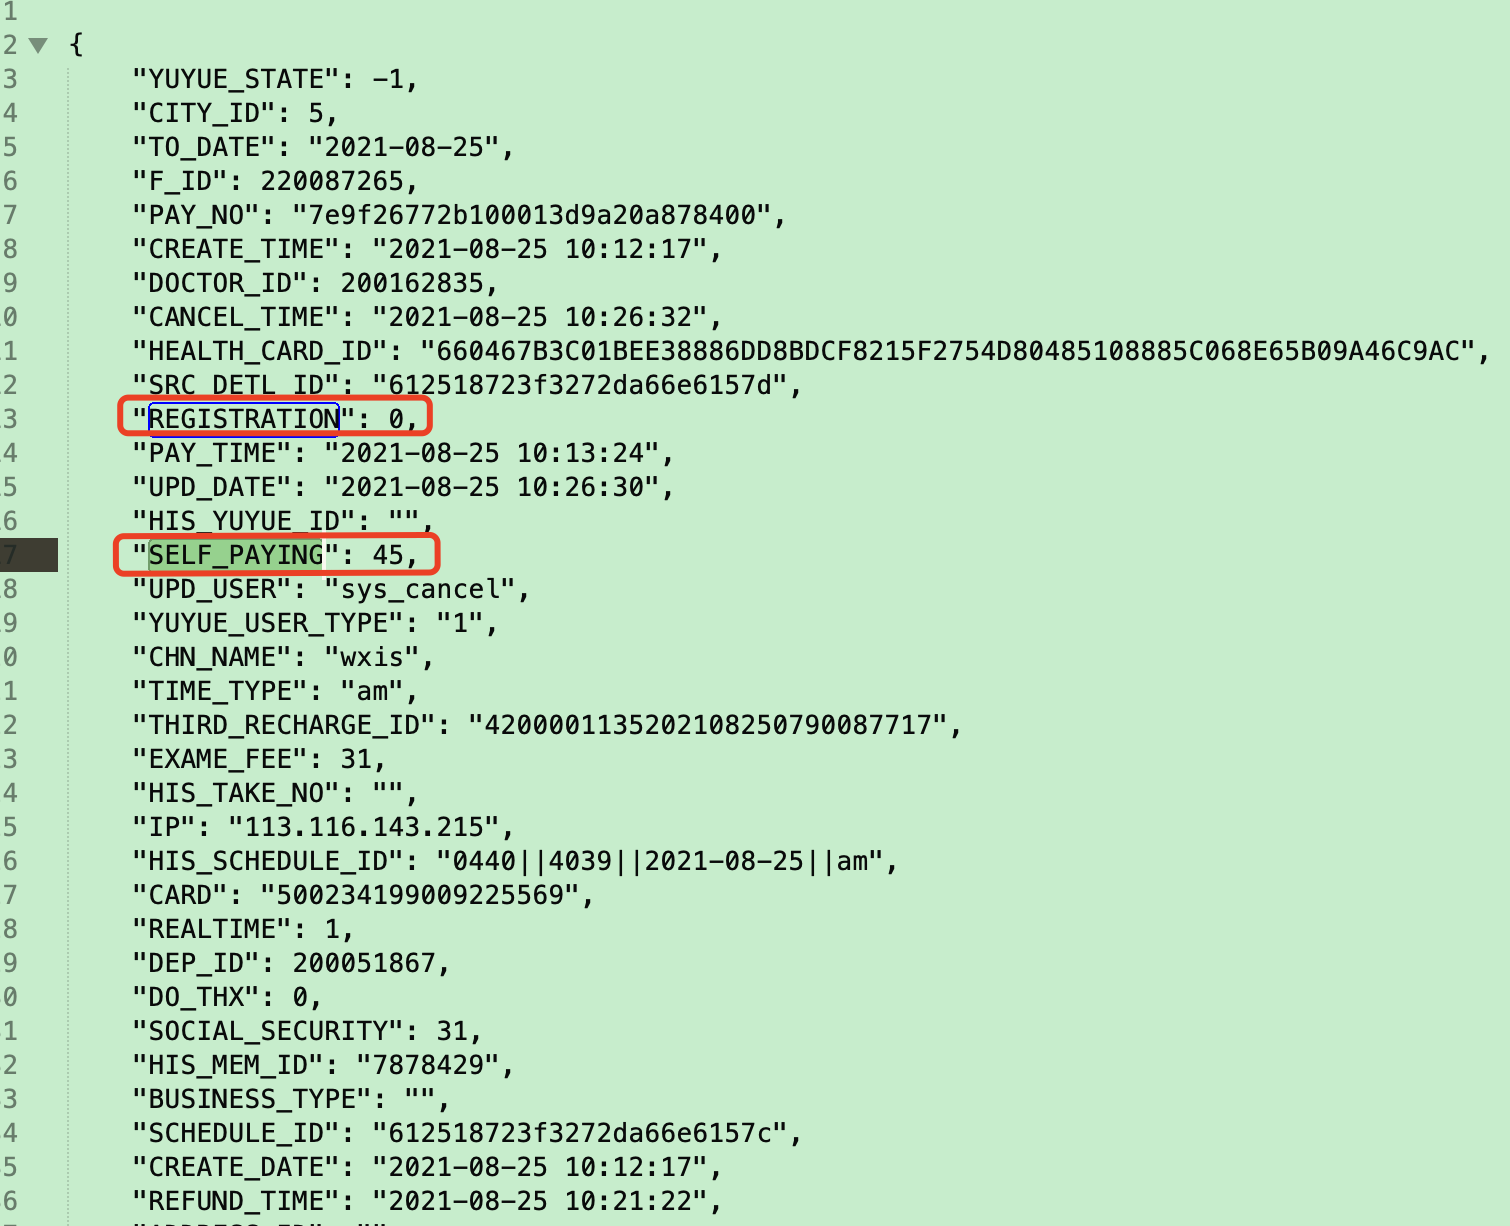 1
2 {
3 "YUYUE_STATE": -1,
4 "CITY_ID": 5,
5 "TO_DATE": "2021-08-25",
6 "F_ID": 220087265,
7 "PAY_NO": "7e9f26772b100013d9a20a878400",
8 "CREATE_TIME": "2021-08-25 10:12:17",
9 "DOCTOR_ID": 200162835,
0 "CANCEL_TIME": "2021-08-25 10:26:32",
1 "HEALTH_CARD_ID": "660467B3C01BEE38886DD8BDCF8215F2754D80485108885C068E65B09A46C9AC",
2 "SRC_DETL_ID": "612518723f3272da66e6157d",
3 "REGISTRATION": 0,
4 "PAY_TIME": "2021-08-25 10:13:24",
5 "UPD_DATE": "2021-08-25 10:26:30",
6 "HIS_YUYUE_ID": "",
7 "SELF_PAYING": 45,
8 "UPD_USER": "sys_cancel",
9 "YUYUE_USER_TYPE": "1",
0 "CHN_NAME": "wxis",
1 "TIME_TYPE": "am",
2 "THIRD_RECHARGE_ID": "4200001135202108250790087717",
3 "EXAME_FEE": 31,
4 "HIS_TAKE_NO": "",
5 "IP": "113.116.143.215",
6 "HIS_SCHEDULE_ID": "0440||4039||2021-08-25||am",
7 "CARD": "500234199009225569",
8 "REALTIME": 1,
9 "DEP_ID": 200051867,
0 "DO_THX": 0,
1 "SOCIAL_SECURITY": 31,
2 "HIS_MEM_ID": "7878429",
3 "BUSINESS_TYPE": "",
4 "SCHEDULE_ID": "612518723f3272da66e6157c",
5 "CREATE_DATE": "2021-08-25 10:12:17",
6 "REFUND_TIME": "2021-08-25 10:21:22",